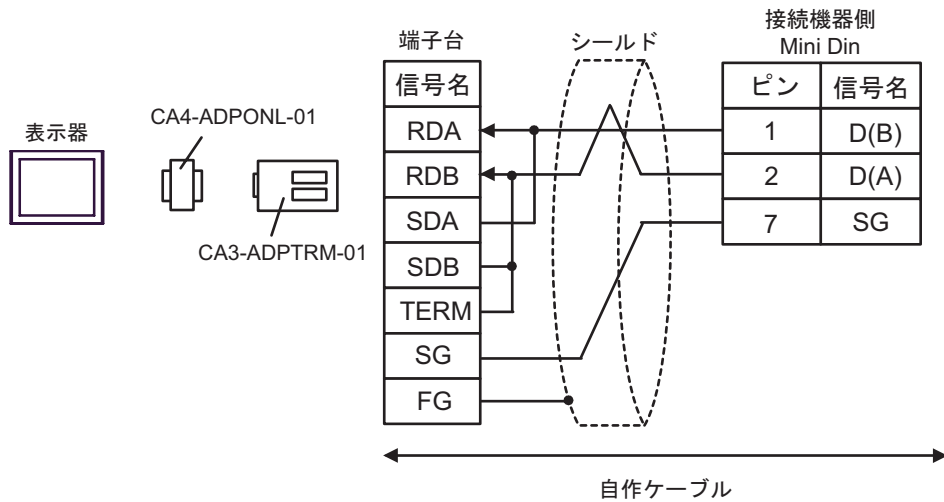 表示器
CA4-ADPONL-01
CA3-ADPTRM-01
端子台
信号名
RDA
RDB
SDA
SDB
TERM
SG
FG
シールド
接続機器側
Mini Din
ピン 信号名
1 D(B)
2 D(A)
7 SG
自作ケーブル